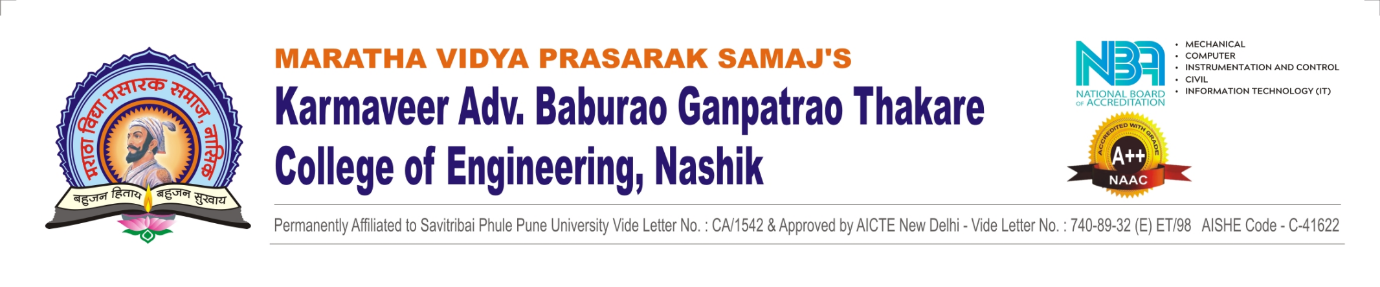 मराठा विद्या प्रसारक समाज, नासिक
बहुजन हिताय बहुजन सुखाय
MARATHA VIDYA PRASARAK SAMAJ'S
Karmaveer Adv. Baburao Ganpatrao Thakare
College of Engineering, Nashik
Permanently Affiliated to Savitribai Phule Pune University Vide Letter No. : CA/1542 & Approved by AICTE New Delhi - Vide Letter No. : 740-89-32 (E) ET/98 AISHE Code - C-41622
NBA
NATIONAL BOARD
OF ACCREDITATION
• MECHANICAL
• COMPUTER
• INSTRUMENTATION AND CONTROL
• CIVIL
• INFORMATION TECHNOLOGY (IT)
ACCREDITED WITH GRADE
A++
NAAC